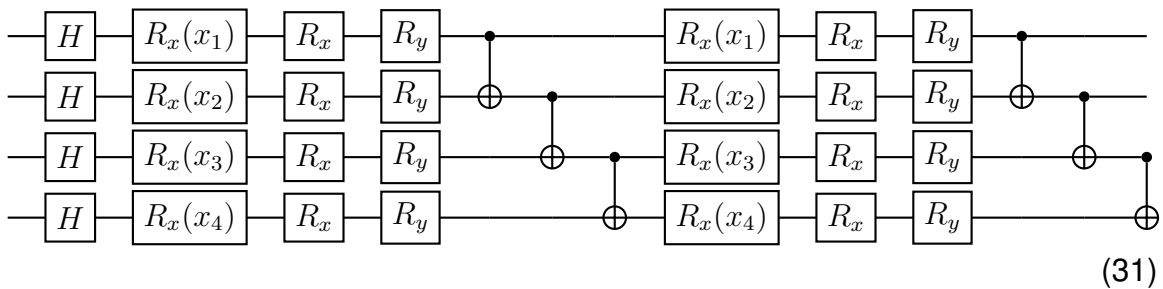 H R_x(x_1) R_x R_y R_x(x_1) R_x R_y
H R_x(x_2) R_x R_y R_x(x_2) R_x R_y
H R_x(x_3) R_x R_y R_x(x_3) R_x R_y
H R_x(x_4) R_x R_y R_x(x_4) R_x R_y
(31)